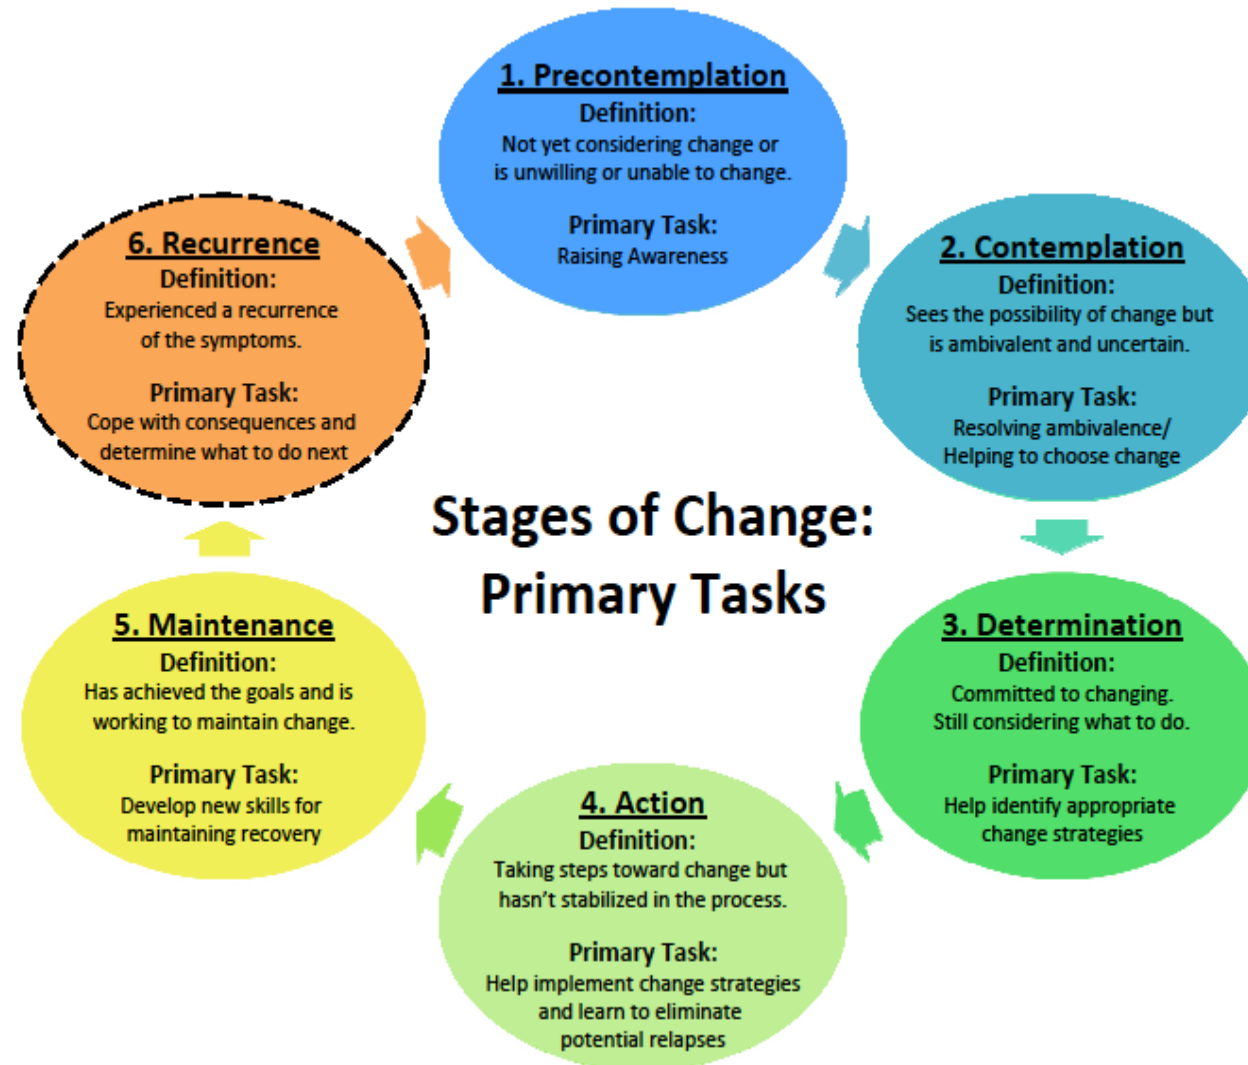 1. Precontemplation
Definition:
Not yet considering change or
is unwilling or unable to change.
Primary Task:
Raising Awareness
2. Contemplation
Definition:
Sees the possibility of change but
is ambivalent and uncertain.
Primary Task:
Resolving ambivalence/
Helping to choose change
3. Determination
Definition:
Committed to changing.
Still considering what to do.
Primary Task:
Help identify appropriate
change strategies
4. Action
Definition:
Taking steps toward change but
hasn’t stabilized in the process.
Primary Task:
Help implement change strategies
and learn to eliminate
potential relapses
5. Maintenance
Definition:
Has achieved the goals and is
working to maintain change.
Primary Task:
Develop new skills for
maintaining recovery
6. Recurrence
Definition:
Experienced a recurrence
of the symptoms.
Primary Task:
Cope with consequences and
determine what to do next
Stages of Change:
Primary Tasks